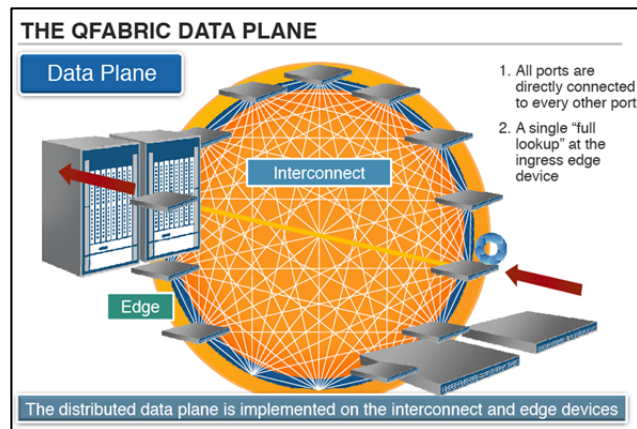 THE QFABRIC DATA PLANE
Data Plane
1. All ports are
directly connected
to every other port
2. A single “full
lookup” at the
ingress edge
device
Interconnect
Edge
The distributed data plane is implemented on the interconnect and edge devices